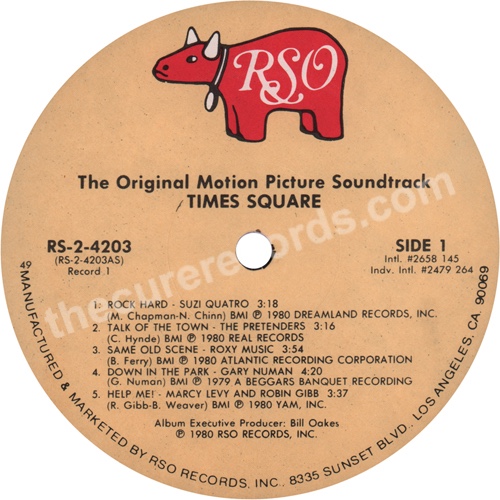 RSO
The Original Motion Picture Soundtrack
TIMES SQUARE
RS-2-4203
(RS-2-4203AS)
Record 1
SIDE 1
Intl. #2658 145
Indv. Intl. #2479 264
1. ROCK HARD - SUZI QUATRO 3:18
(M. Chapman-N. Chinn) BMI ℗ 1980 DREAMLAND RECORDS, INC.
2. TALK OF THE TOWN - THE PRETENDERS 3:16
(C. Hynde) BMI ℗ 1980 REAL RECORDS
3. SAME OLD SCENE - ROXY MUSIC 3:54
(B. Ferry) BMI ℗ 1980 ATLANTIC RECORDING CORPORATION
4. DOWN IN THE PARK - GARY NUMAN 4:20
(G. Numan) BMI ℗ 1979 A BEGGARS BANQUET RECORDING
5. HELP ME! - MARCY LEVY AND ROBIN GIBB 3:37
(R. Gibb-B. Weaver) BMI ℗ 1980 YAM, INC.
Album Executive Producer: Bill Oakes
℗ 1980 RSO RECORDS, INC.
49 MANUFACTURED & MARKETED BY RSO RECORDS, INC., 8335 SUNSET BLVD., LOS ANGELES, CA. 90069
thecurerecords.com